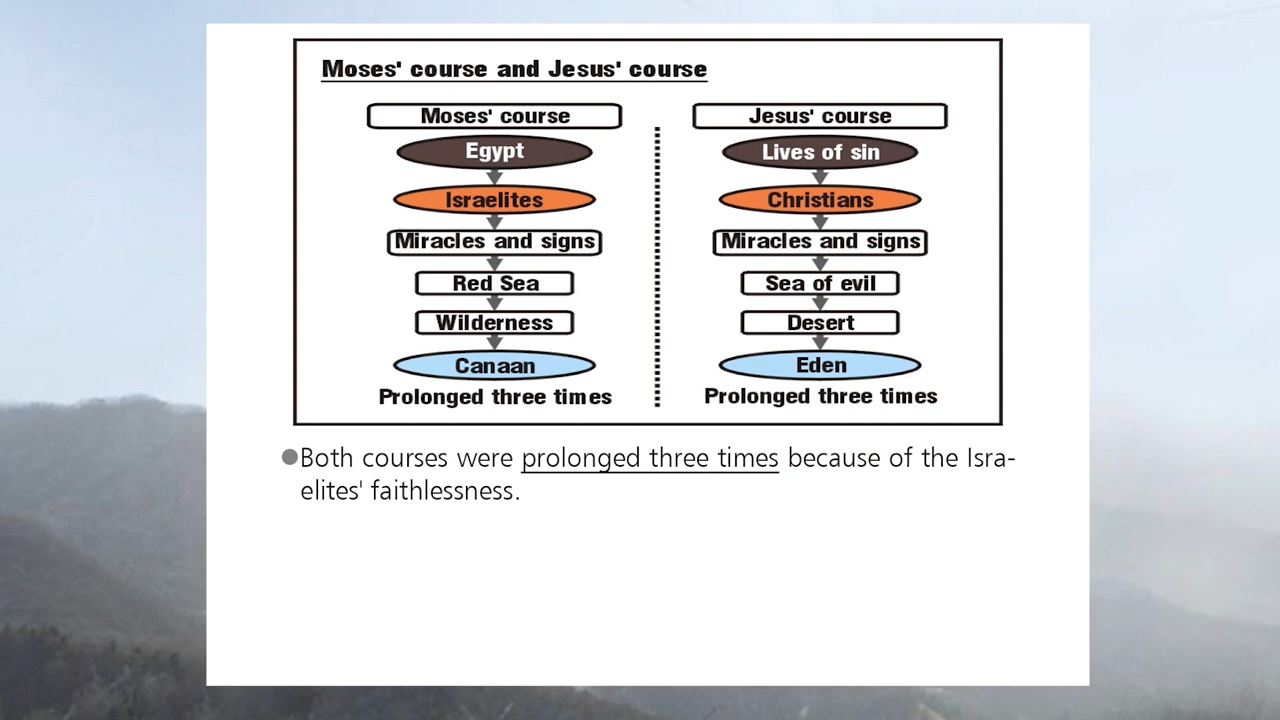 Moses' course and Jesus' course
Moses' course
Egypt
Israelites
Miracles and signs
Red Sea
Wilderness
Canaan
Prolonged three times
Jesus' course
Lives of sin
Christians
Miracles and signs
Sea of evil
Desert
Eden
Prolonged three times
Both courses were prolonged three times because of the Isra-
elites' faithlessness.